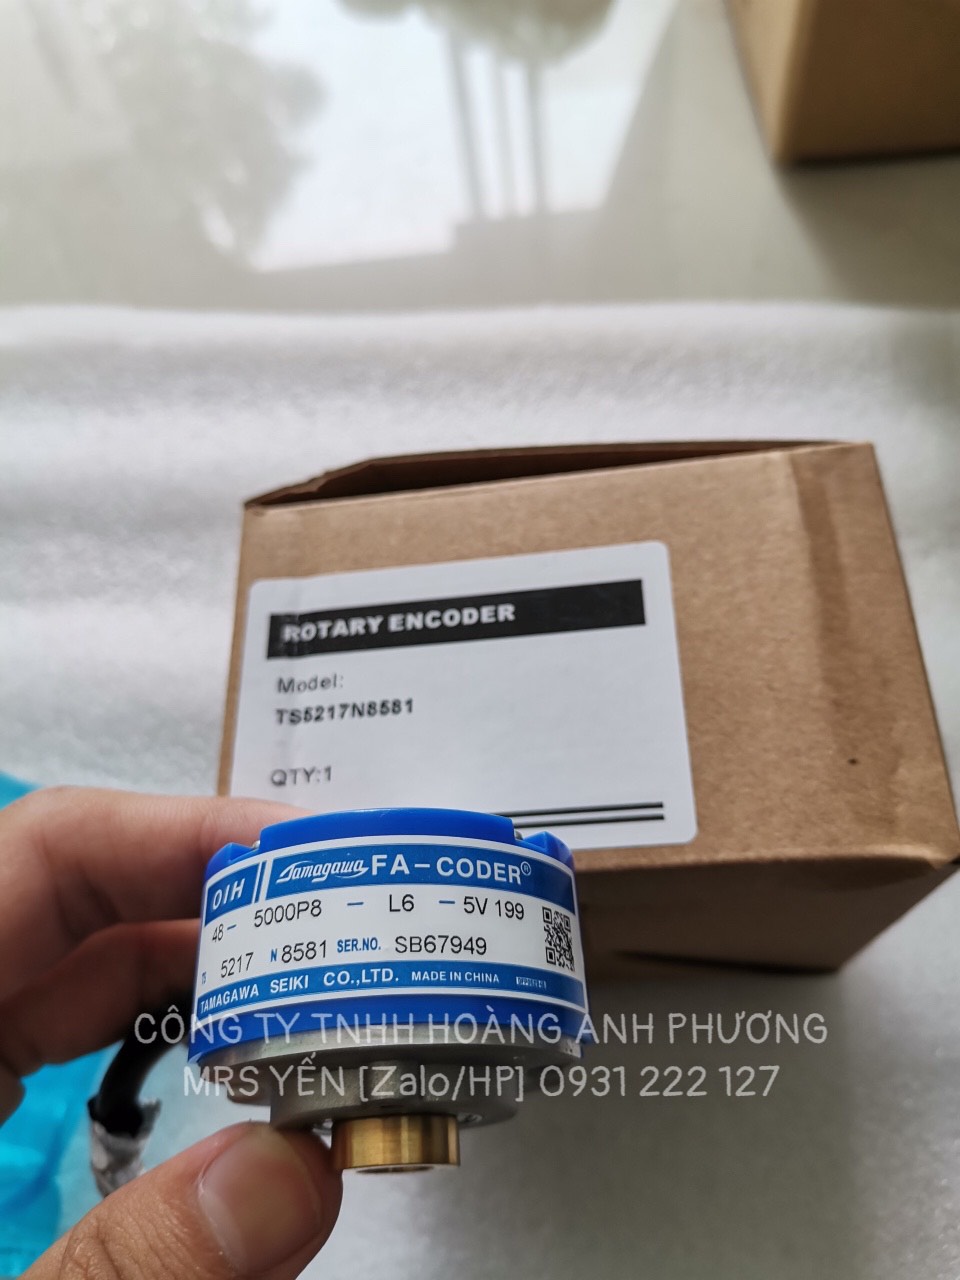 ROTARY ENCODER
Model:
TS5217N8581
QTY:1
OIH Tamagawa FA-CODER®
48- 5000P8 - L6 - 5V 199
TS 5217 N 8581 SER.NO. SB67949
TAMAGAWA SEIKI CO.,LTD. MADE IN CHINA
CÔNG TY TNHH HOÀNG ANH PHƯƠNG
MRS YẾN [Zalo/HP] 0931 222 127